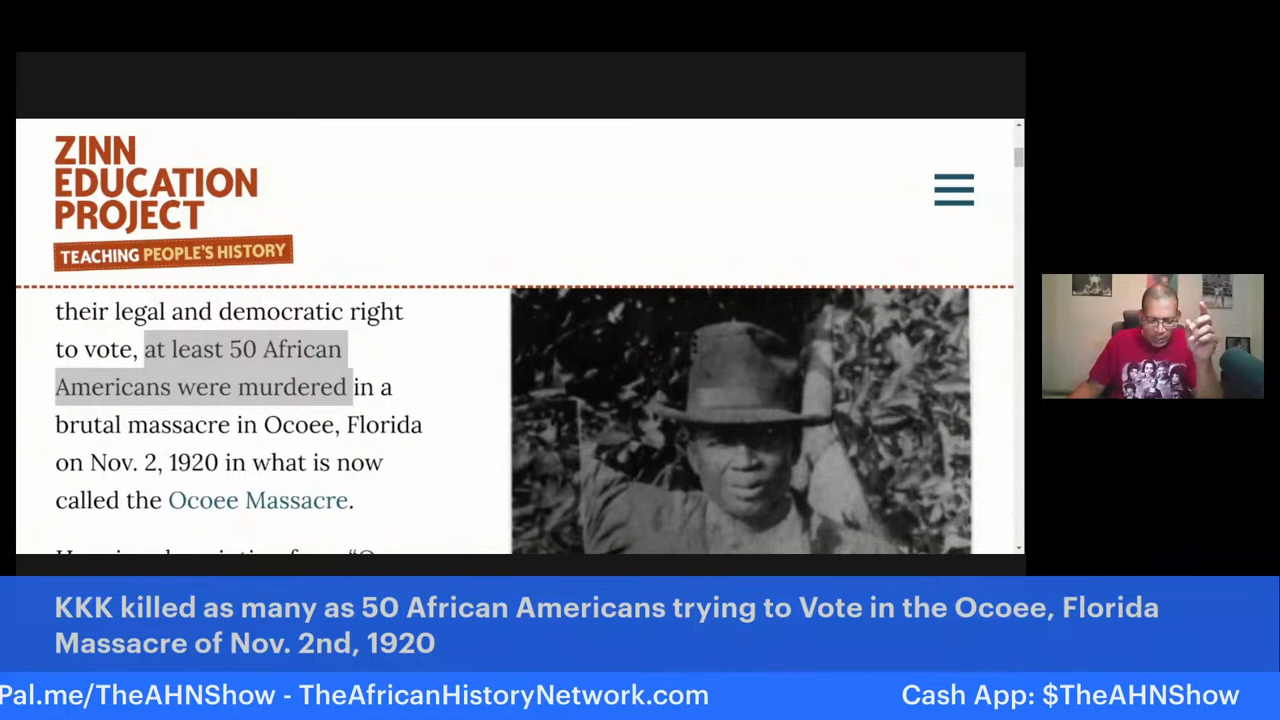 ZINN
EDUCATION
PROJECT
TEACHING PEOPLE'S HISTORY
their legal and democratic right
to vote, at least 50 African
Americans were murdered in a
brutal massacre in Ocoee, Florida
on Nov. 2, 1920 in what is now
called the Ocoee Massacre.
KKK killed as many as 50 African Americans trying to Vote in the Ocoee, Florida
Massacre of Nov. 2nd, 1920
Pal.me/TheAHNShow - TheAfricanHistoryNetwork.com
Cash App: $TheAHNShow